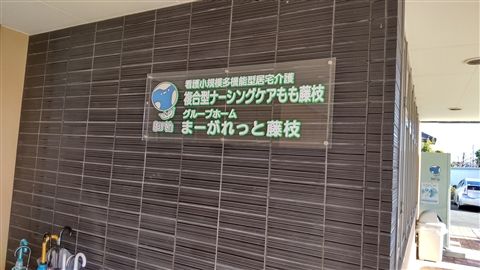 看護小規模多機能型居宅介護
複合型ナーシングケアもも藤枝
グループホーム
まーがれっと藤枝